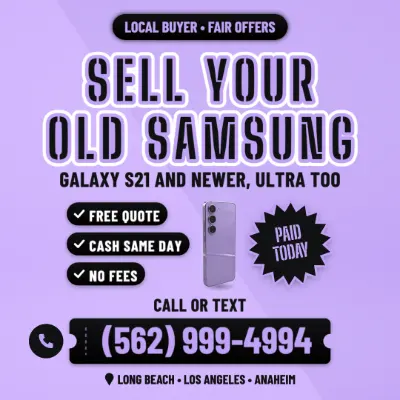 LOCAL BUYER • FAIR OFFERS
SELL YOUR
OLD SAMSUNG
GALAXY S21 AND NEWER, ULTRA TOO
FREE QUOTE
CASH SAME DAY
NO FEES
PAID
TODAY
CALL OR TEXT
(562) 999-4994
LONG BEACH • LOS ANGELES • ANAHEIM